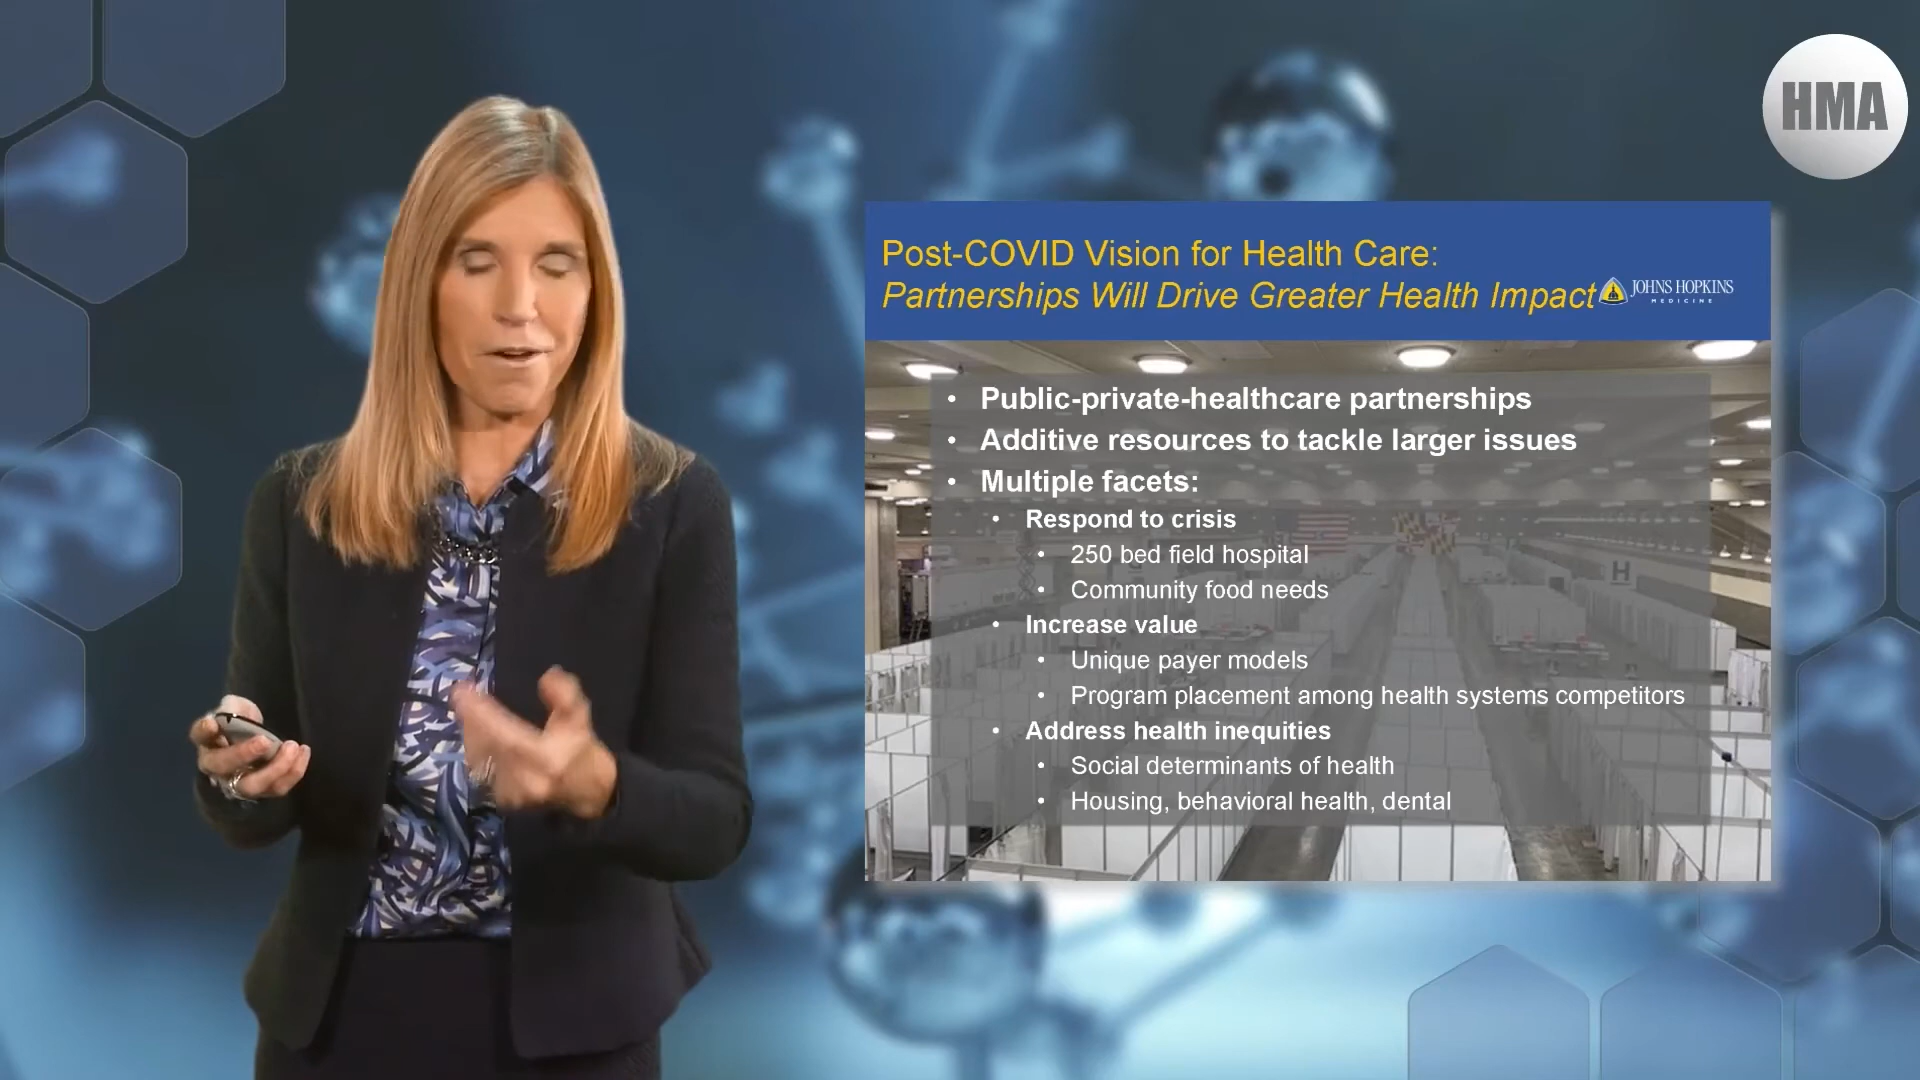 HMA
Post-COVID Vision for Health Care:
Partnerships Will Drive Greater Health Impact
JOHNS HOPKINS
MEDICINE
• Public-private-healthcare partnerships
• Additive resources to tackle larger issues
• Multiple facets:
• Respond to crisis
• 250 bed field hospital
• Community food needs
• Increase value
• Unique payer models
• Program placement among health systems competitors
• Address health inequities
• Social determinants of health
• Housing, behavioral health, dental
H